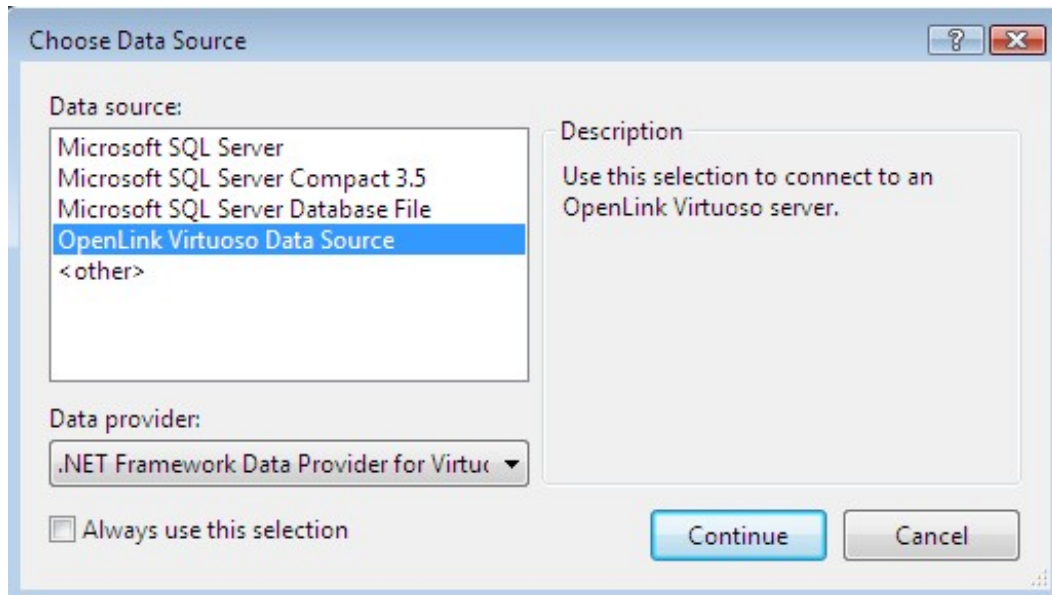 Choose Data Source
Data source:
Microsoft SQL Server
Microsoft SQL Server Compact 3.5
Microsoft SQL Server Database File
OpenLink Virtuoso Data Source
<other>
Description
Use this selection to connect to an
OpenLink Virtuoso server.
Data provider:
.NET Framework Data Provider for Virtuo
Always use this selection
Continue
Cancel